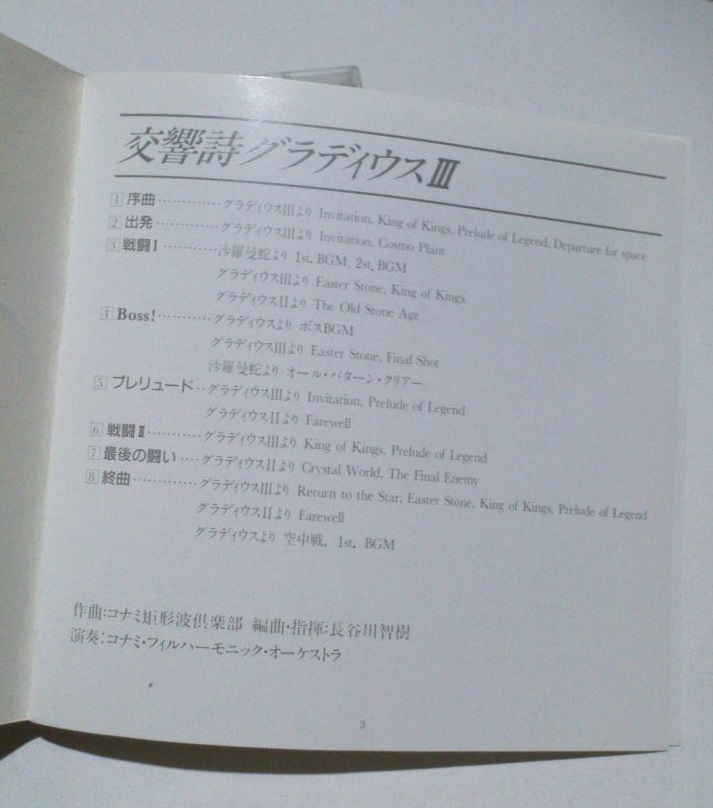 交響詩グラディウスⅢ
1 序曲…………グラディウスⅢより Invitation, King of Kings, Prelude of Legend, Departure for space
2 出発…………グラディウスⅢより Invitation, Cosmo Plant
3 戦闘Ⅰ………沙羅曼蛇より 1st. BGM, 2st. BGM
グラディウスⅢより Easter Stone, King of Kings
グラディウスⅡより The Old Stone Age
4 Boss!…………グラディウスより ボスBGM
グラディウスⅢより Easter Stone, Final Shot
沙羅曼蛇より オール・パターン・クリアー
5 プレリュード‥グラディウスⅢより Invitation, Prelude of Legend
グラディウスⅡより Farewell
6 戦闘Ⅱ…………グラディウスⅢより King of Kings, Prelude of Legend
7 最後の闘い‥‥グラディウスⅡより Crystal World, The Final Enemy
8 終曲……………グラディウスⅢより Return to the Star, Easter Stone, King of Kings, Prelude of Legend
グラディウスⅡより Farewell
グラディウスより 空中戦, 1st. BGM
作曲:コナミ矩形波倶楽部 編曲・指揮:長谷川智樹
演奏:コナミ・フィルハーモニック・オーケストラ
3